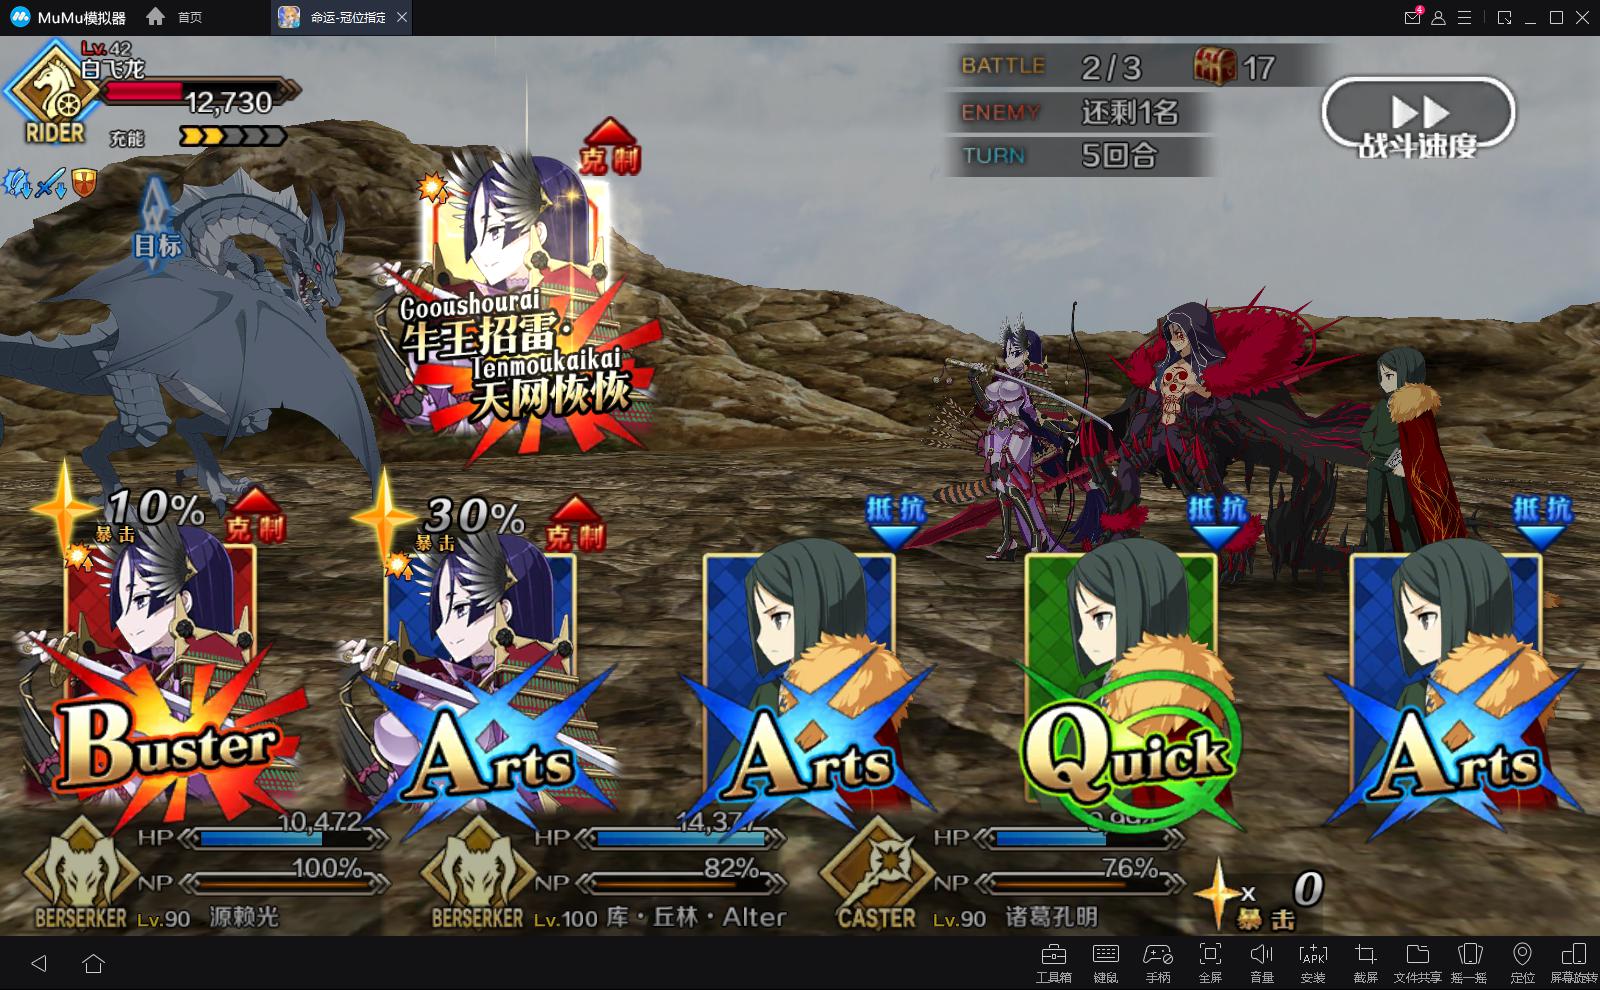 MuMu模拟器
首页
命运-冠位指定
4
Lv.42
白飞龙
12,730
RIDER
充能
BATTLE 2/3 17
ENEMY 还剩1名
TURN 5回合
战斗速度
目标
克制
Gooushourai
牛王招雷·
Tenmoukaikai
天网恢恢
10%
暴击
克制
30%
暴击
克制
抵抗
抵抗
抵抗
Buster
Arts
Arts
Quick
Arts
HP 10,472
NP 100%
BERSERKER Lv.90 源赖光
HP 14,377
NP 82%
BERSERKER Lv.100 库·丘林·Alter
HP
NP 76%
CASTER Lv.90 诸葛孔明
x 0
暴击
工具箱
键鼠
手柄
全屏
音量
APK
安装
截屏
文件共享
摇一摇
定位
屏幕旋转